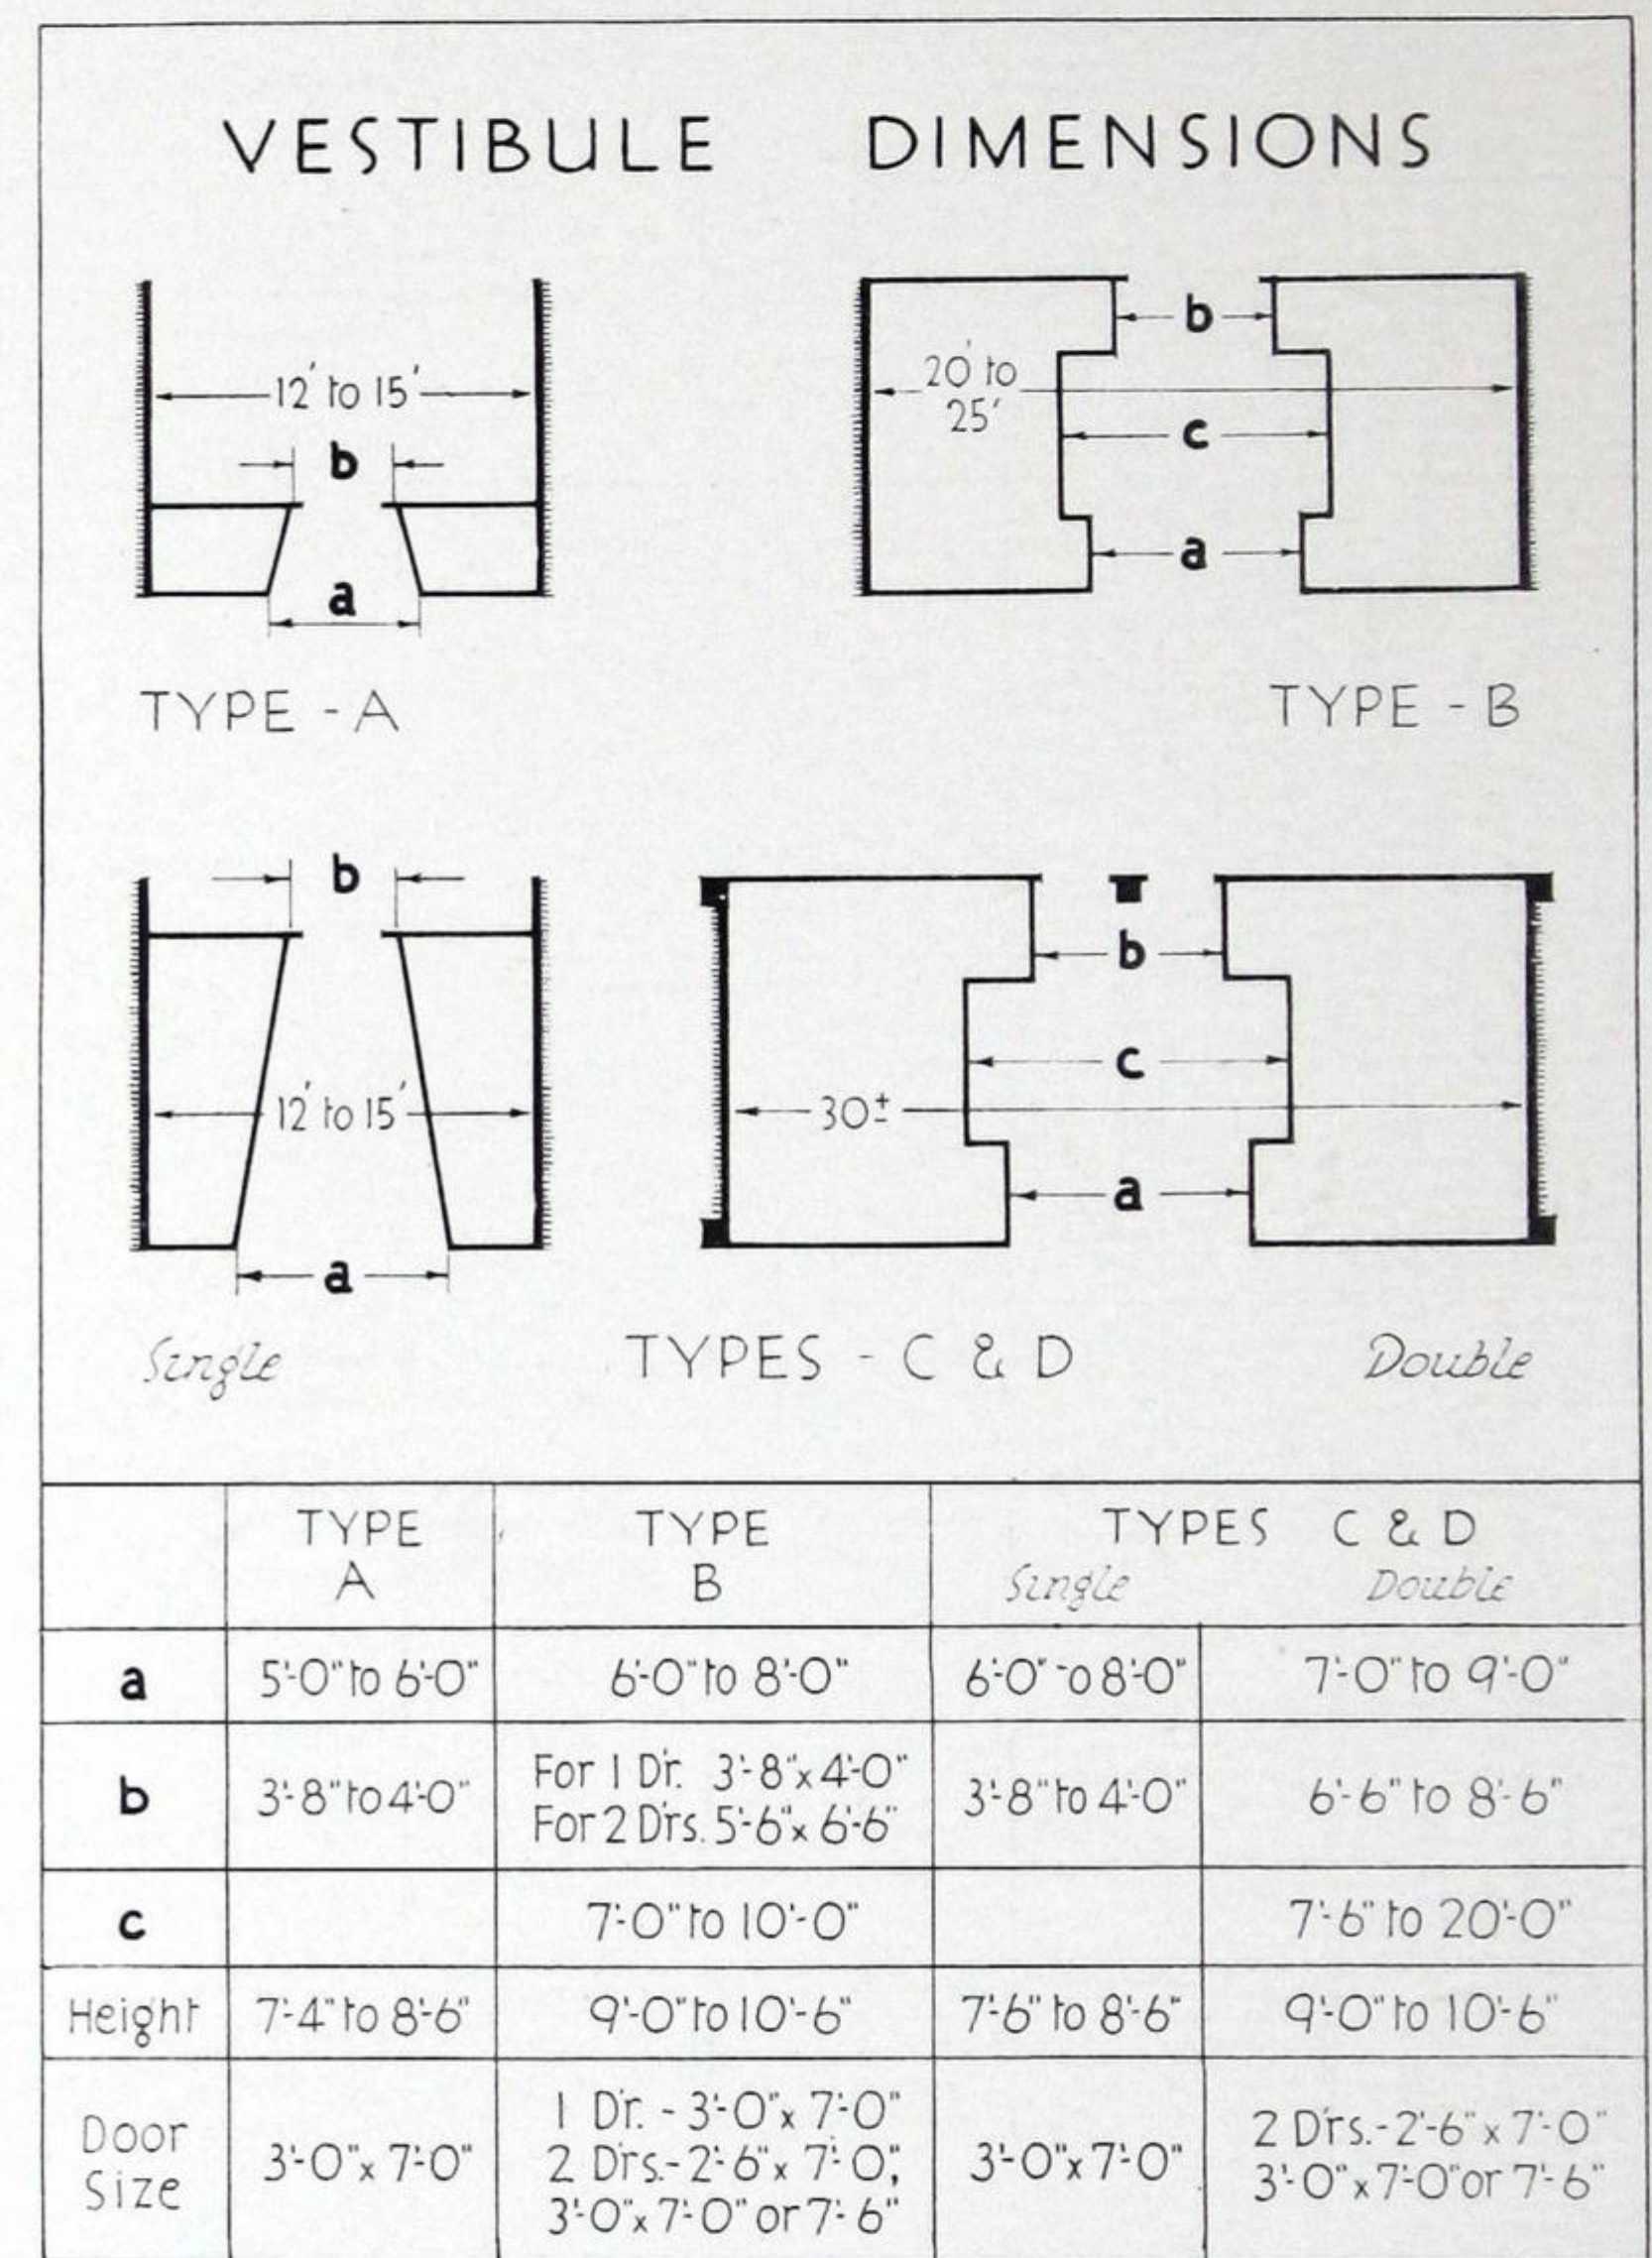 VESTIBULE DIMENSIONS
12' to 15'
b
a
TYPE - A
b
20' to
25'
c
a
TYPE - B
b
12' to 15'
a
Single
b
c
30±
a
Double
TYPES - C & D
TYPE A
TYPE B
TYPES C & D
Single Double
a 5'-0" to 6'-0" 6'-0" to 8'-0" 6'-0" to 8'-0" 7'-0" to 9'-0"
b 3'-8" to 4'-0" For 1 Dr. 3'-8" x 4'-0" 3'-8" to 4'-0" 6'-6" to 8'-6"
For 2 Drs. 5'-6" x 6'-6"
c 7'-0" to 10'-0" 7'-6" to 20'-0"
Height 7'-4" to 8'-6" 9'-0" to 10'-6" 7'-6" to 8'-6" 9'-0" to 10'-6"
Door
Size
3'-0" x 7'-0"
1 Dr. - 3'-0" x 7'-0"
2 Drs.- 2'-6" x 7'-0",
3'-0" x 7'-0" or 7'-6"
3'-0" x 7'-0"
2 Drs.- 2'-6" x 7'-0"
3'-0" x 7'-0" or 7'-6"